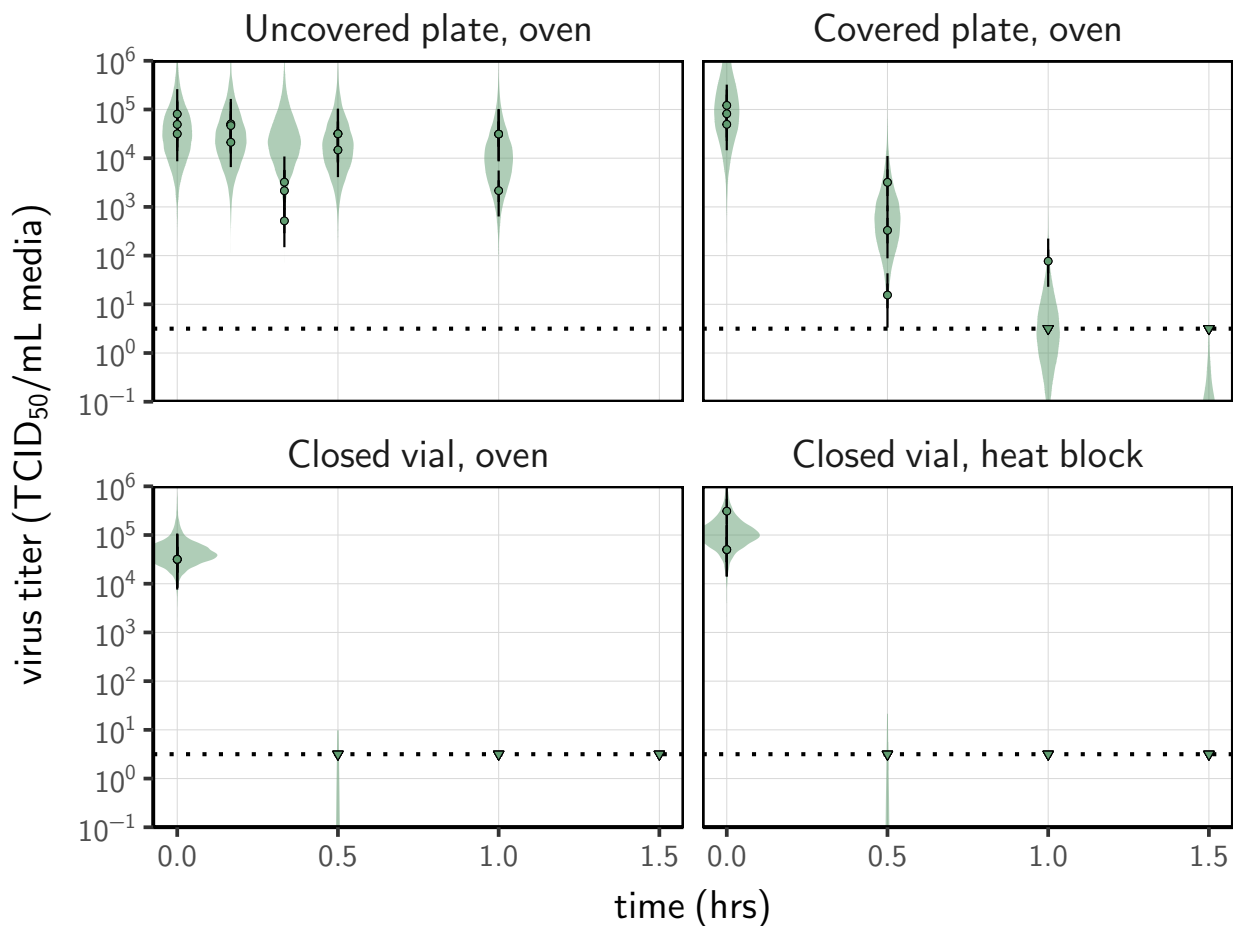 Uncovered plate, oven
Covered plate, oven
10⁶
10⁵
10⁴
10³
10²
10¹
10⁰
10⁻¹
Closed vial, oven
Closed vial, heat block
10⁶
10⁵
10⁴
10³
10²
10¹
10⁰
10⁻¹
virus titer (TCID₅₀/mL media)
0.0 0.5 1.0 1.5
0.0 0.5 1.0 1.5
time (hrs)